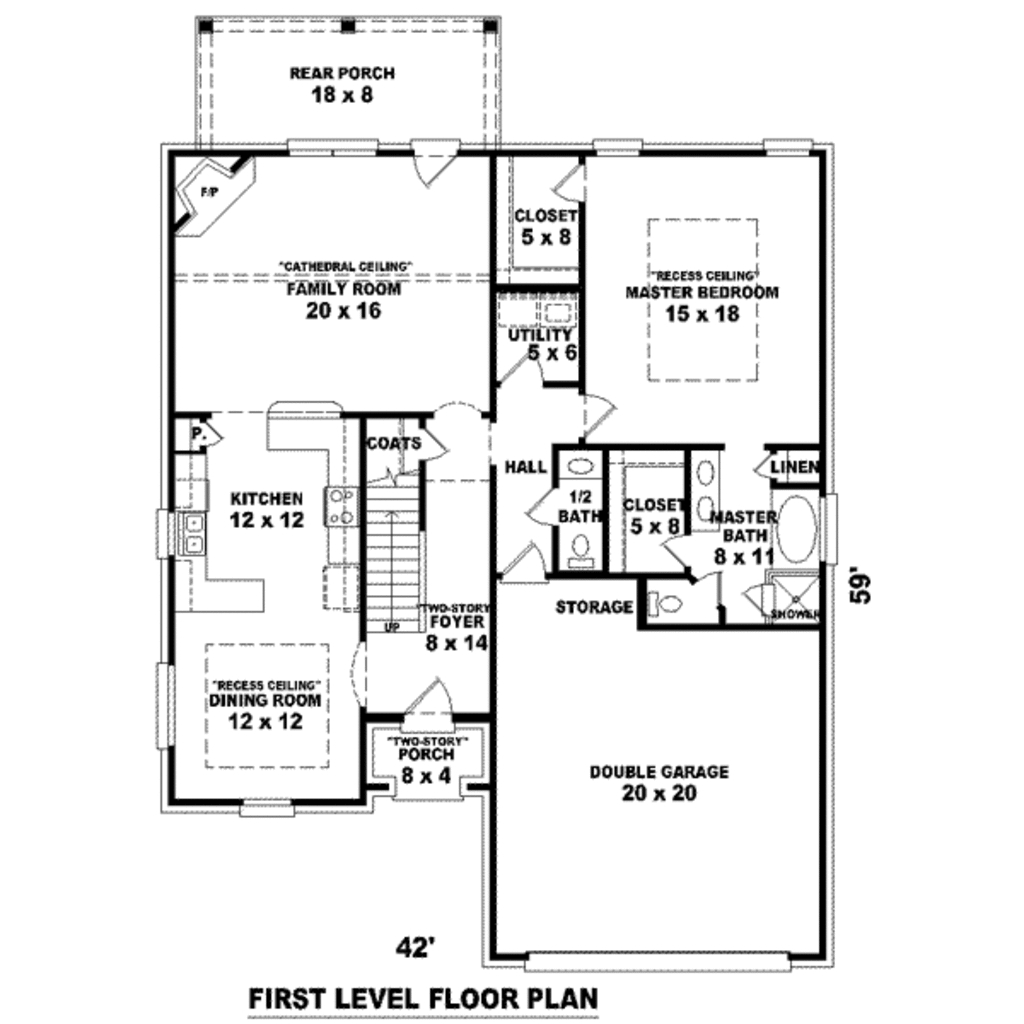 REAR PORCH
18 x 8
F/P
CLOSET
5 x 8
"CATHEDRAL CEILING"
FAMILY ROOM
20 x 16
"RECESS CEILING"
MASTER BEDROOM
15 x 18
UTILITY
5 x 6
P.
COATS
HALL
LINEN
KITCHEN
12 x 12
1/2
BATH
CLOSET
5 x 8
MASTER
BATH
8 x 11
59'
"TWO-STORY"
FOYER
8 x 14
UP
STORAGE
SHOWER
"RECESS CEILING"
DINING ROOM
12 x 12
"TWO-STORY"
PORCH
8 x 4
DOUBLE GARAGE
20 x 20
42'
FIRST LEVEL FLOOR PLAN